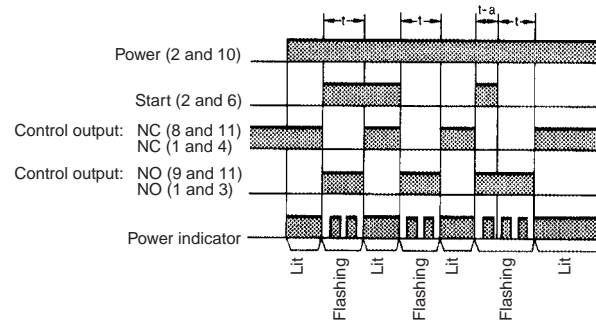 t t t-a t
Power (2 and 10)
Start (2 and 6)
Control output: NC (8 and 11)
NC (1 and 4)
Control output: NO (9 and 11)
NO (1 and 3)
Power indicator
Lit Flashing Lit Flashing Lit Flashing Lit